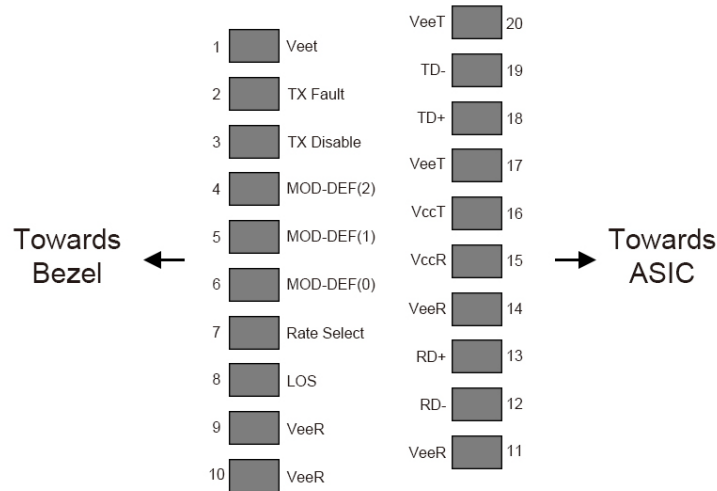 Towards
Bezel
1 Veet
2 TX Fault
3 TX Disable
4 MOD-DEF(2)
5 MOD-DEF(1)
6 MOD-DEF(0)
7 Rate Select
8 LOS
9 VeeR
10 VeeR
VeeT 20
TD- 19
TD+ 18
VeeT 17
VccT 16
VccR 15
VeeR 14
RD+ 13
RD- 12
VeeR 11
Towards
ASIC